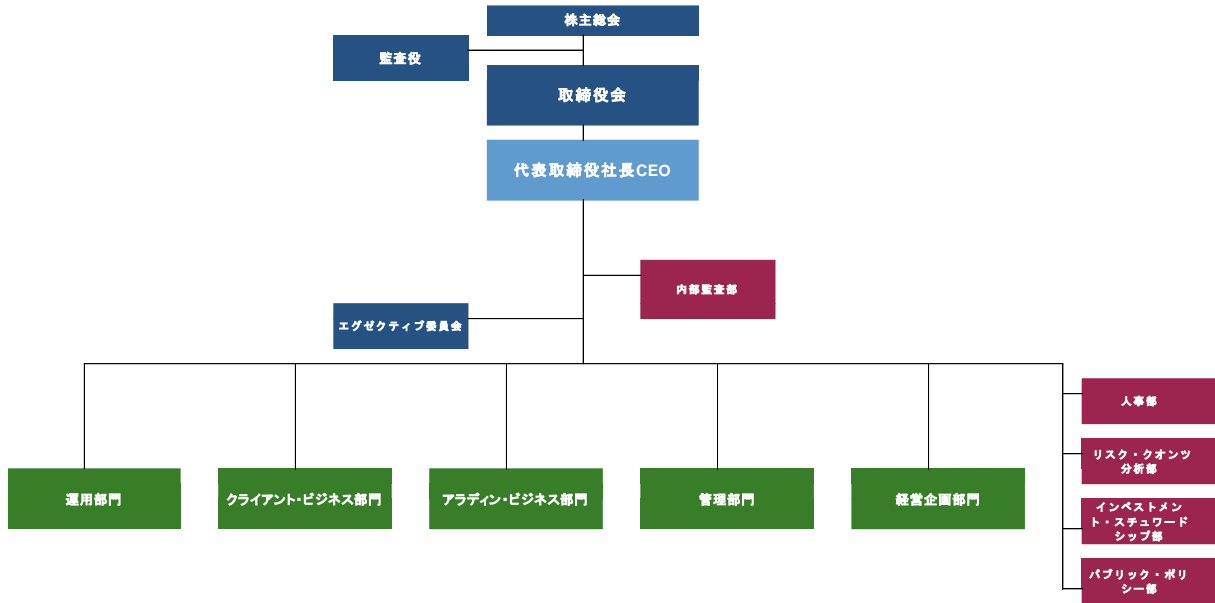 株主総会
監査役
取締役会
代表取締役社長CEO
内部監査部
エグゼクティブ委員会
人事部
リスク・クオンツ
分析部
運用部門
クライアント・ビジネス部門
アラディン・ビジネス部門
管理部門
経営企画部門
インベストメン
ト・スチュワード
シップ部
パブリック・ポリ
シー部